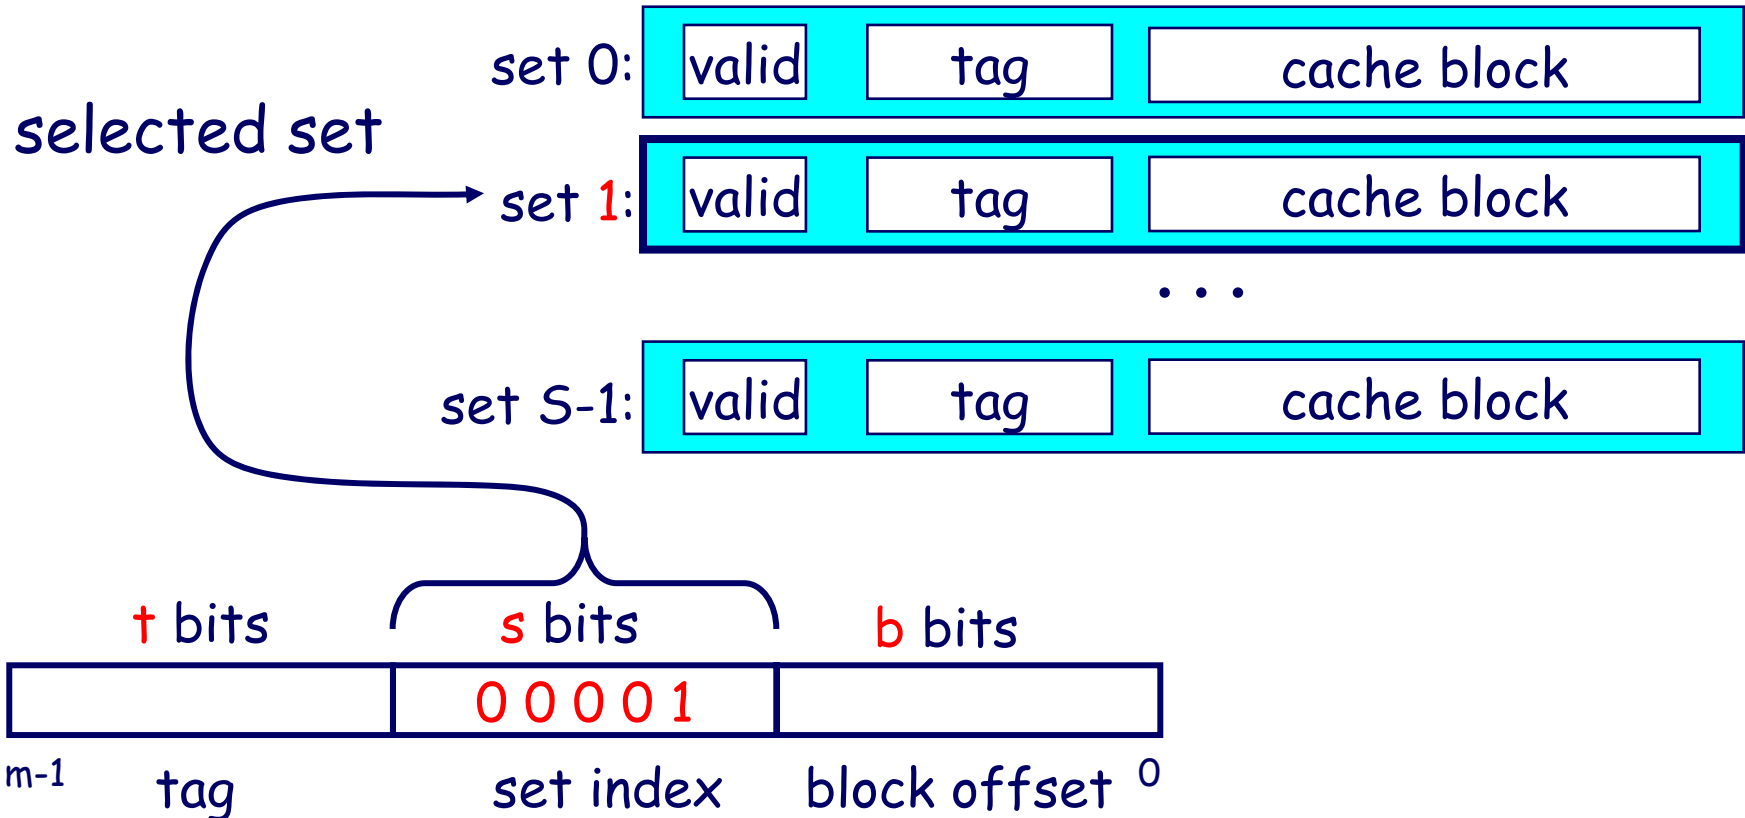 set 0: valid tag cache block
selected set
set 1: valid tag cache block
. . .
set S-1: valid tag cache block
t bits s bits b bits
0 0 0 0 1
m-1 tag set index block offset 0